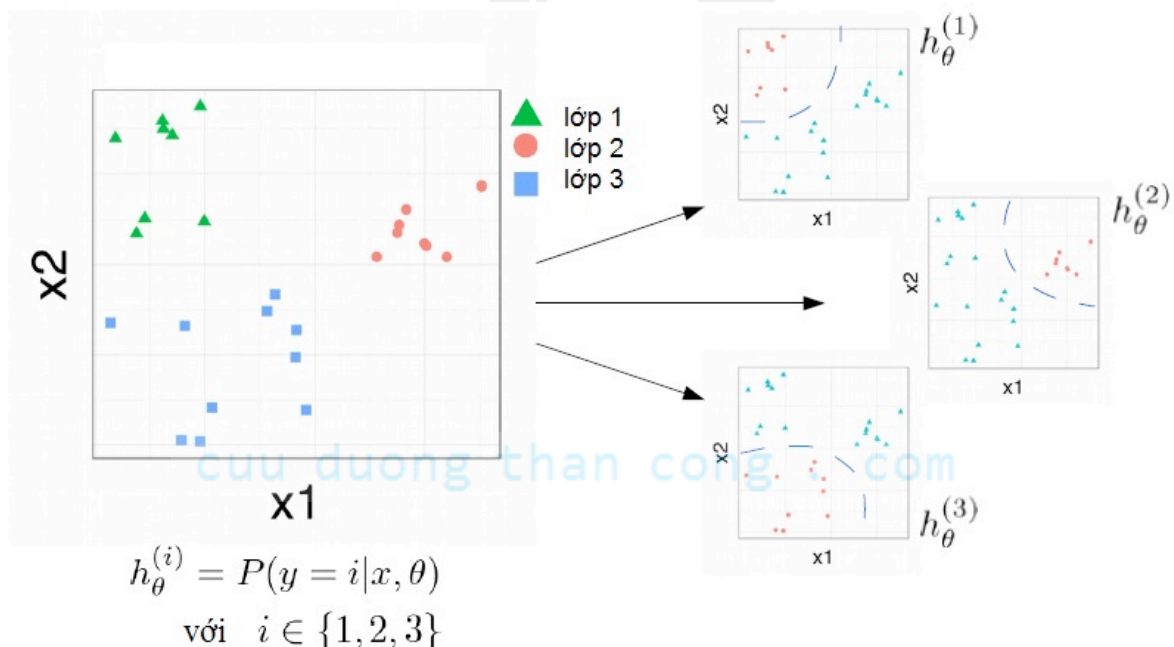 x2
x1
lớp 1
lớp 2
lớp 3
h_θ^{(1)}
x2
x1
h_θ^{(2)}
x2
x1
h_θ^{(3)}
x2
x1
cuu duong than cong . com
h_θ^{(i)} = P(y = i|x, θ)
với i ∈ {1, 2, 3}